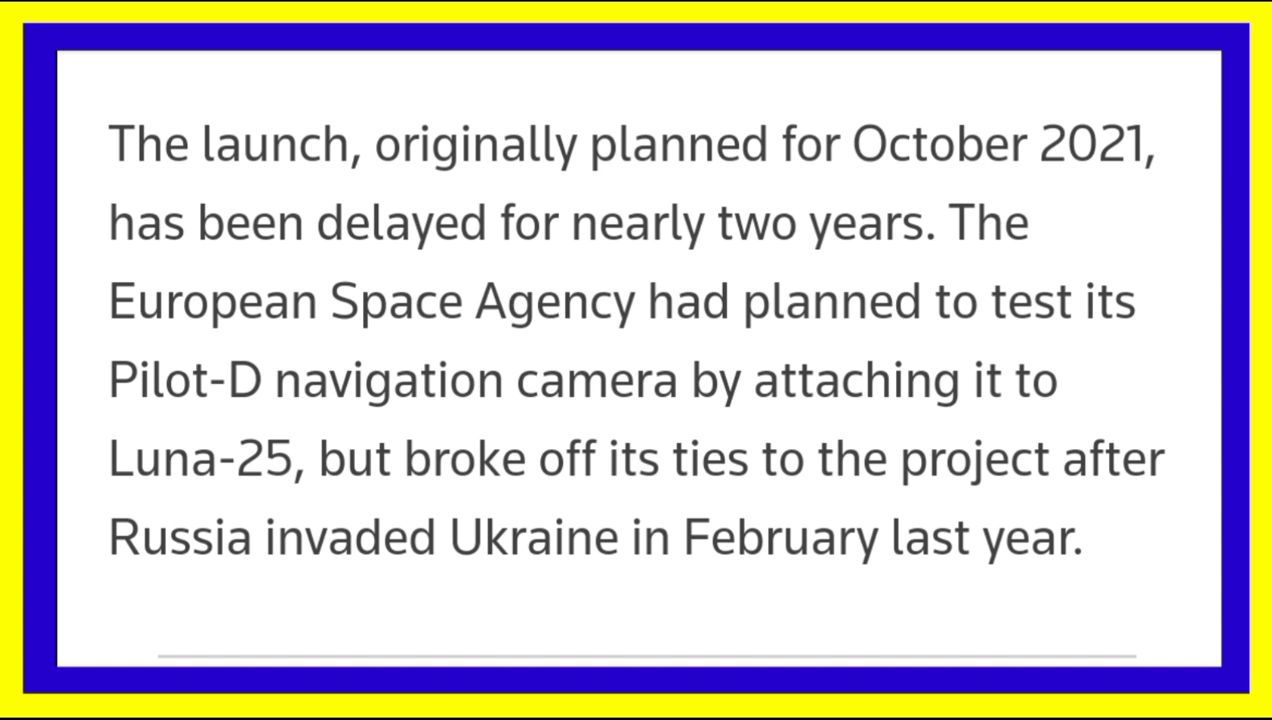 The launch, originally planned for October 2021,
has been delayed for nearly two years. The
European Space Agency had planned to test its
Pilot-D navigation camera by attaching it to
Luna-25, but broke off its ties to the project after
Russia invaded Ukraine in February last year.